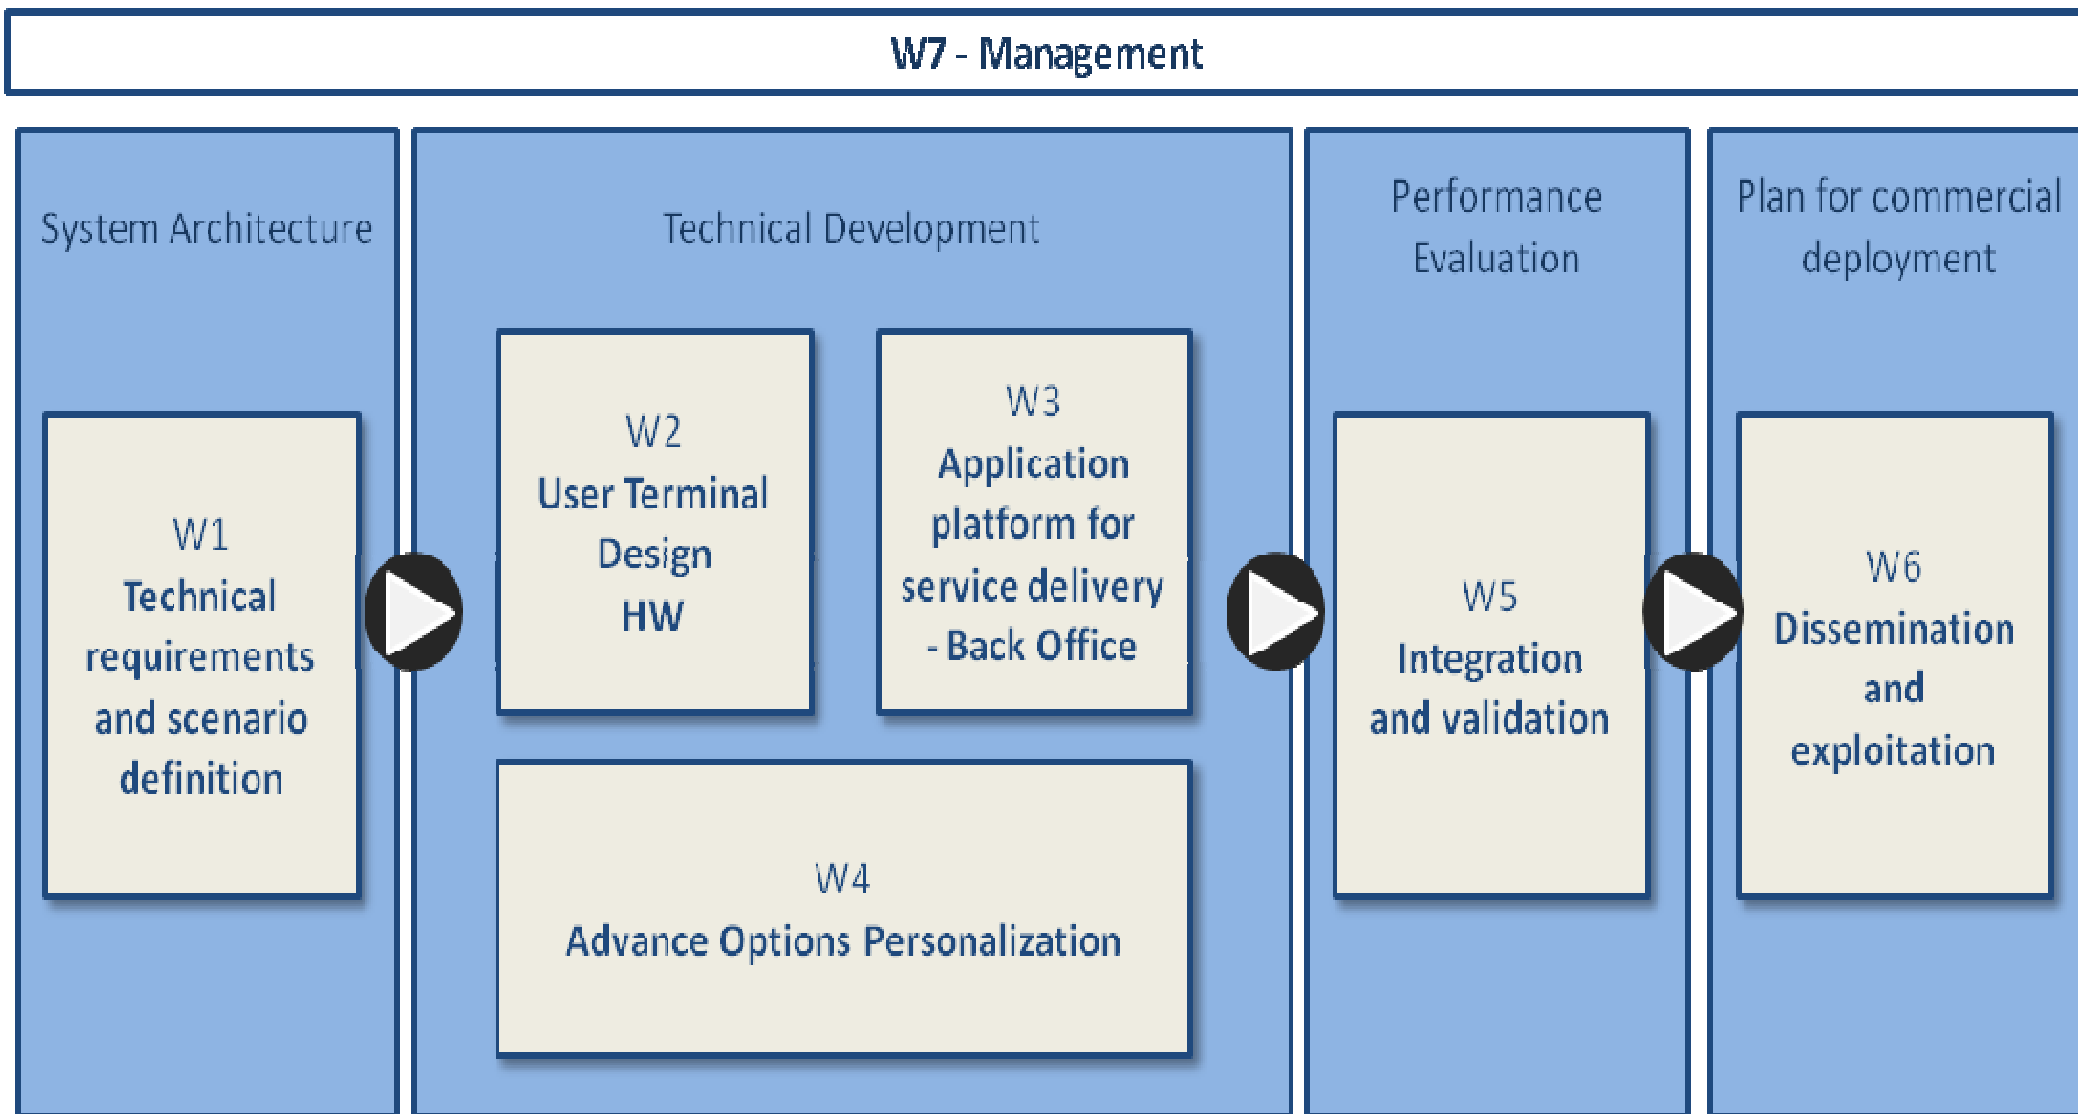 W7 - Management
System Architecture
W1
Technical
requirements
and scenario
definition
Technical Development
W2
User Terminal
Design
HW
W3
Application
platform for
service delivery
- Back Office
W4
Advance Options Personalization
Performance
Evaluation
W5
Integration
and validation
Plan for commercial
deployment
W6
Dissemination
and
exploitation